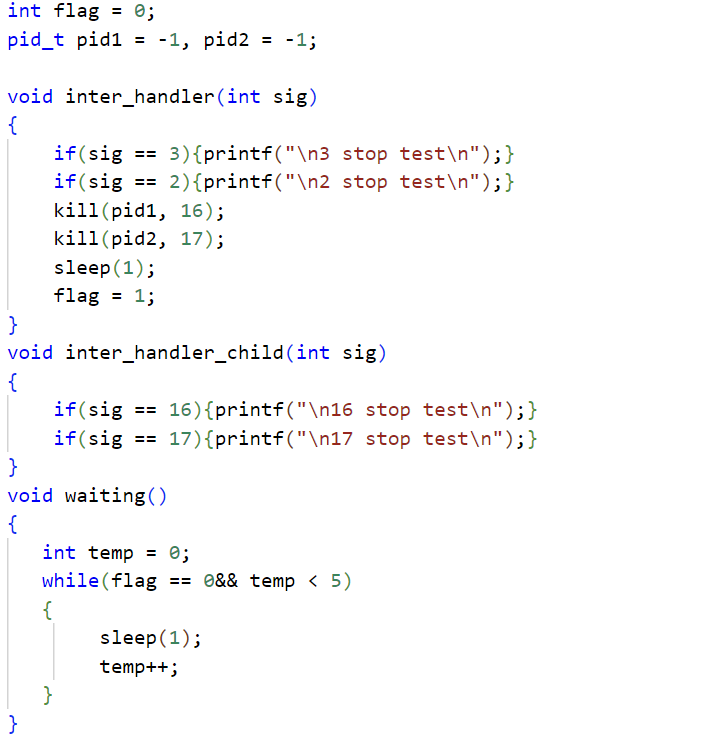 int flag = 0;
pid_t pid1 = -1, pid2 = -1;

void inter_handler(int sig)
{
    if(sig == 3){printf("\n3 stop test\n");}
    if(sig == 2){printf("\n2 stop test\n");}
    kill(pid1, 16);
    kill(pid2, 17);
    sleep(1);
    flag = 1;
}
void inter_handler_child(int sig)
{
    if(sig == 16){printf("\n16 stop test\n");}
    if(sig == 17){printf("\n17 stop test\n");}
}
void waiting()
{
   int temp = 0;
   while(flag == 0&& temp < 5)
   {
        sleep(1);
        temp++;
   }
}